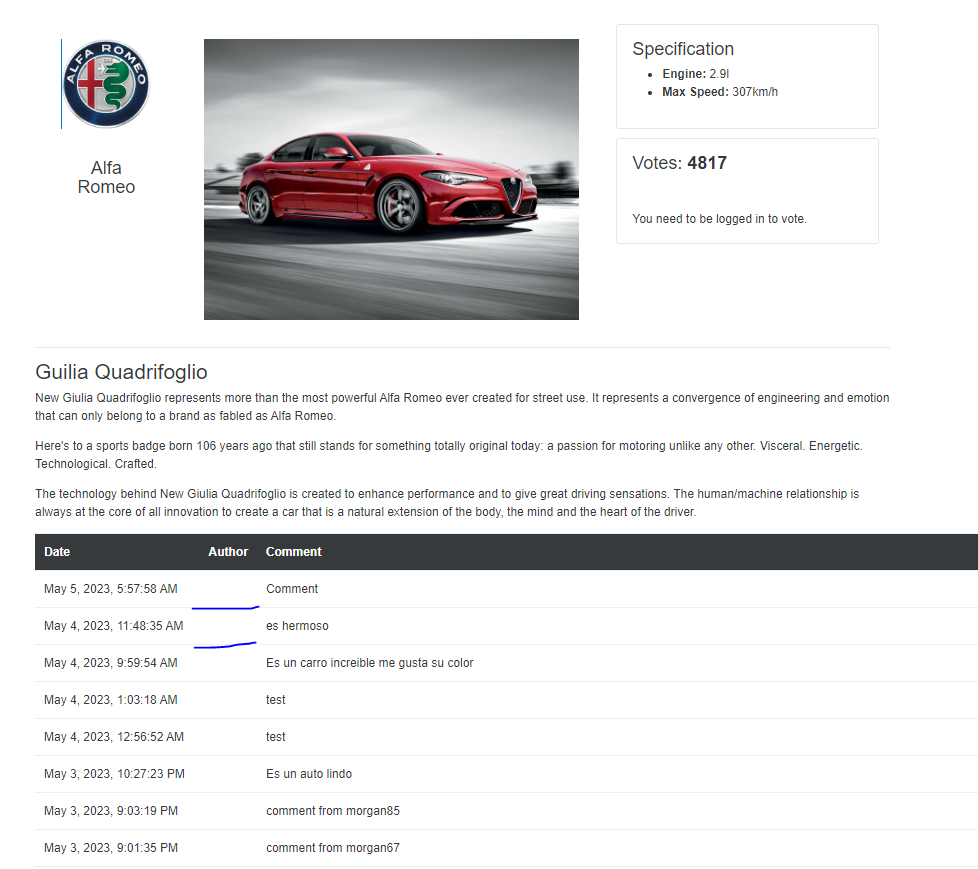 ALFA ROMEO
Alfa
Romeo
Specification
Engine: 2.9l
Max Speed: 307km/h
Votes: 4817
You need to be logged in to vote.
Guilia Quadrifoglio
New Giulia Quadrifoglio represents more than the most powerful Alfa Romeo ever created for street use. It represents a convergence of engineering and emotion
that can only belong to a brand as fabled as Alfa Romeo.
Here's to a sports badge born 106 years ago that still stands for something totally original today: a passion for motoring unlike any other. Visceral. Energetic.
Technological. Crafted.
The technology behind New Giulia Quadrifoglio is created to enhance performance and to give great driving sensations. The human/machine relationship is
always at the core of all innovation to create a car that is a natural extension of the body, the mind and the heart of the driver.
Date Author Comment
May 5, 2023, 5:57:58 AM Comment
May 4, 2023, 11:48:35 AM es hermoso
May 4, 2023, 9:59:54 AM Es un carro increible me gusta su color
May 4, 2023, 1:03:18 AM test
May 4, 2023, 12:56:52 AM test
May 3, 2023, 10:27:23 PM Es un auto lindo
May 3, 2023, 9:03:19 PM comment from morgan85
May 3, 2023, 9:01:35 PM comment from morgan67